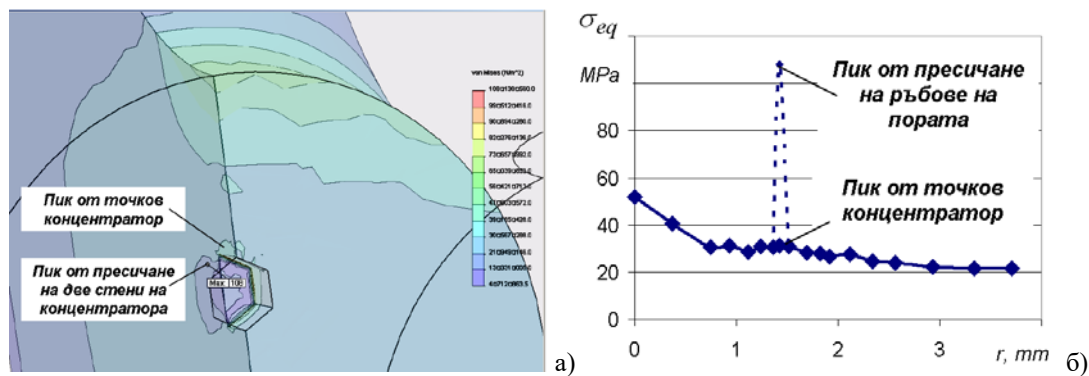 von Mises (N/m^2)
Пик от точков
концентратор
Пик от пресичане
на две стени на
концентратора
Max:
а)
σeq
MPa
80
60
40
20
0
0
1
2
3
r, mm
Пик от пресичане
на ръбове на
пората
Пик от точков
концентратор
б)